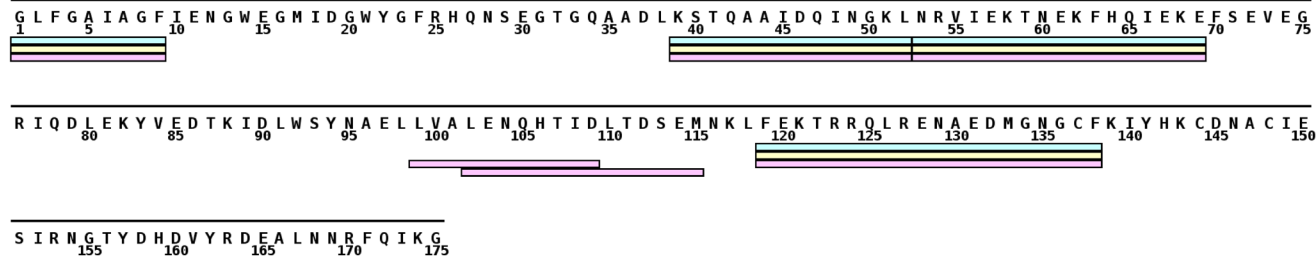 G L F G A I A G F I E N G W E G M I D G W Y G F R H Q N S E G T G Q A A D L K S T Q A A I D Q I N G K L N R V I E K T N E K F H Q I E K E F S E V E G
1 5 10 15 20 25 30 35 40 45 50 55 60 65 70 75
R I Q D L E K Y V E D T K I D L W S Y N A E L L V A L E N Q H T I D L T D S E M N K L F E K T R R Q L R E N A E D M G N G C F K I Y H K C D N A C I E
80 85 90 95 100 105 110 115 120 125 130 135 140 145 150
S I R N G T Y D H D V Y R D E A L N N R F Q I K G
155 160 165 170 175